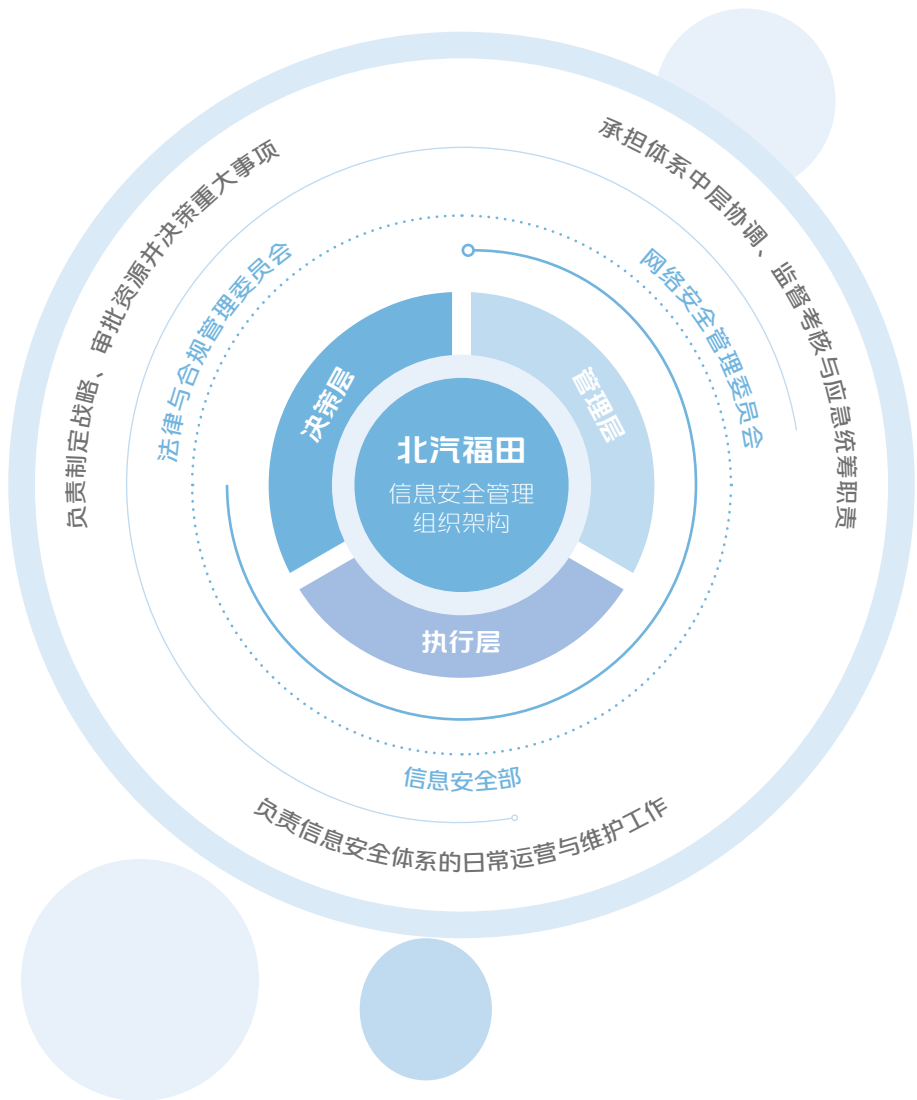 北汽福田
信息安全管理
组织架构
决策层
法律与合规管理委员会
负责制定战略、审批资源并决策重大事项
管理层
网络安全管理委员会
承担体系中层协调、监督考核与应急统筹职责
执行层
信息安全部
负责信息安全体系的日常运营与维护工作